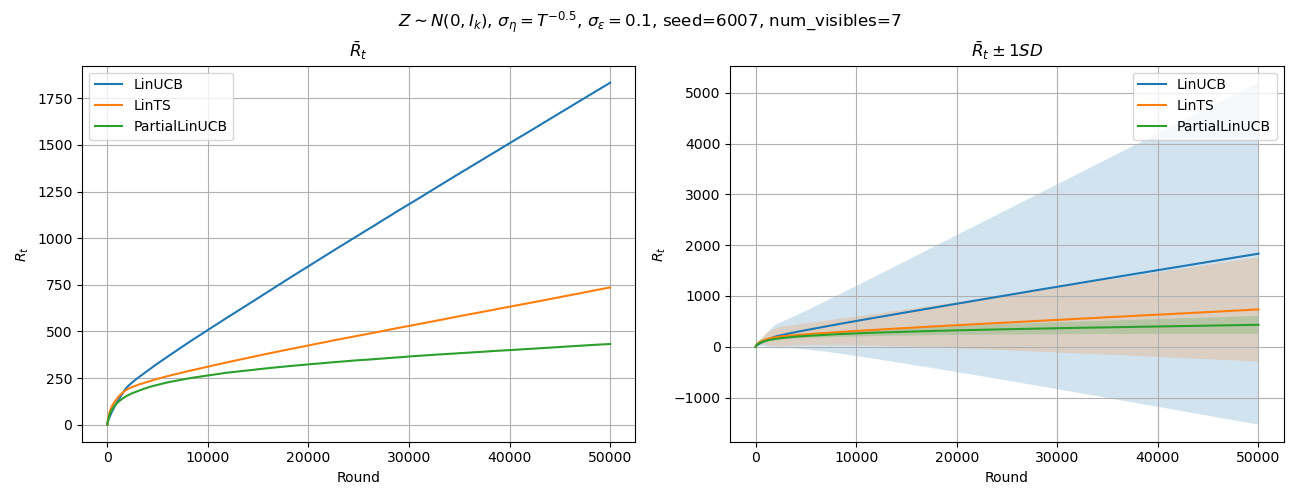 Z ∼ N(0, I_k), σ_η = T^{−0.5}, σ_ε = 0.1, seed=6007, num_visibles=7
R̄_t
1750
1500
1250
1000
750
500
250
0
R_t
LinUCB
LinTS
PartialLinUCB
0 10000 20000 30000 40000 50000
Round
R̄_t ± 1SD
5000
4000
3000
2000
1000
0
−1000
R_t
LinUCB
LinTS
PartialLinUCB
0 10000 20000 30000 40000 50000
Round